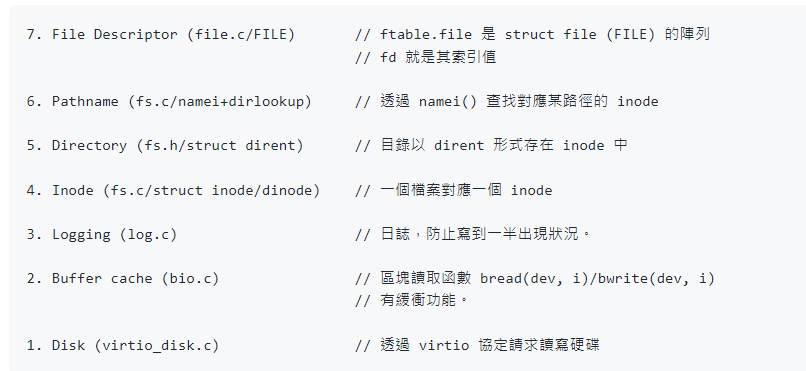 7. File Descriptor (file.c/FILE)       // ftable.file 是 struct file (FILE) 的陣列
                                       // fd 就是其索引值
6. Pathname (fs.c/namei+dirlookup)     // 透過 namei() 查找對應某路徑的 inode
5. Directory (fs.h/struct dirent)      // 目錄以 dirent 形式存在 inode 中
4. Inode (fs.c/struct inode/dinode)    // 一個檔案對應一個 inode
3. Logging (log.c)                     // 日誌，防止寫到一半出現狀況。
2. Buffer cache (bio.c)                // 區塊讀取函數 bread(dev, i)/bwrite(dev, i)
                                       // 有緩衝功能。
1. Disk (virtio_disk.c)                // 透過 virtio 協定請求讀寫硬碟